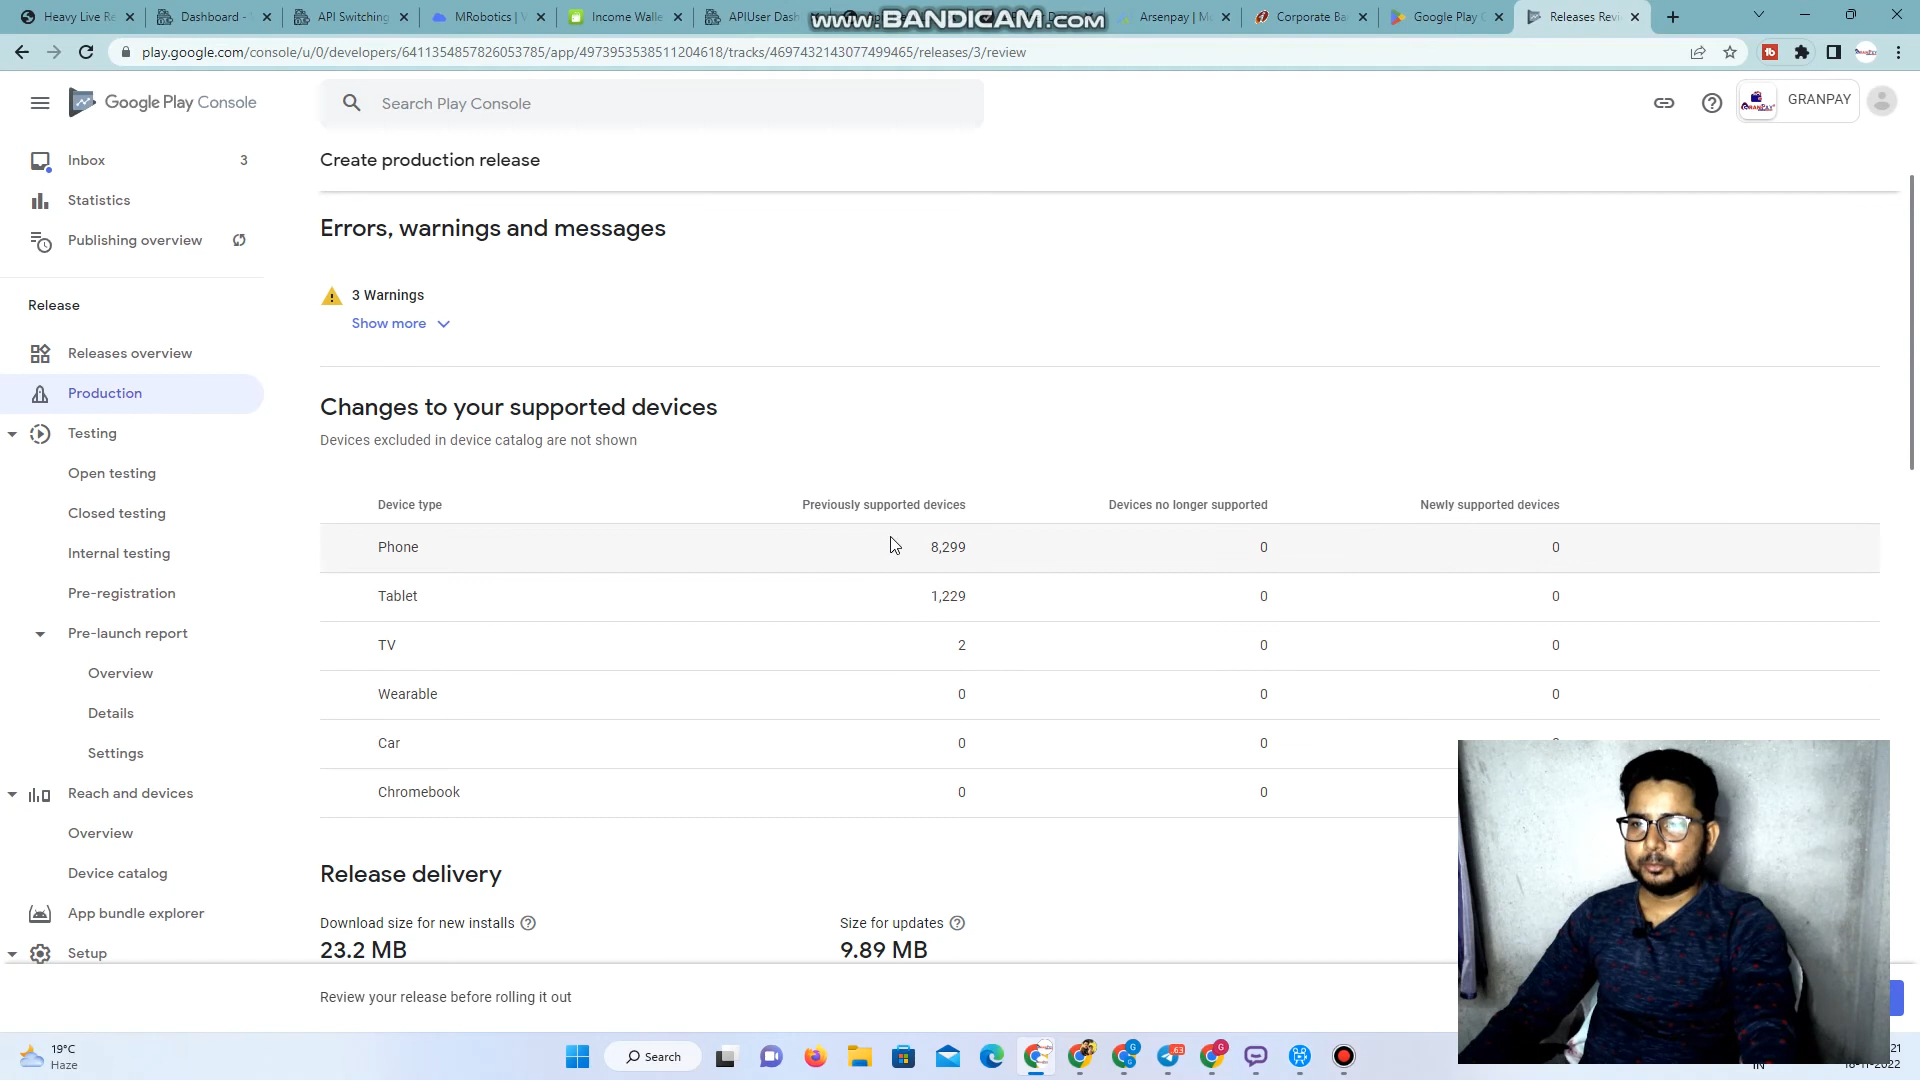 Heavy Live Re
Dashboard -
API Switching
MRobotics | V
Income Walle
APIUser Dash
Arsenpay | M
Corporate Ba
Google Play C
Releases Revi
www.BANDICAM.com
play.google.com/console/u/0/developers/6411354857826053785/app/4973953538511204618/tracks/4697432143077499465/releases/3/review
Google Play Console
Search Play Console
GRANPAY
Inbox 3
Statistics
Publishing overview
Release
Releases overview
Production
Testing
Open testing
Closed testing
Internal testing
Pre-registration
Pre-launch report
Overview
Details
Settings
Reach and devices
Overview
Device catalog
App bundle explorer
Setup
Create production release
Errors, warnings and messages
3 Warnings
Show more
Changes to your supported devices
Devices excluded in device catalog are not shown
Device type Previously supported devices Devices no longer supported Newly supported devices
Phone 8,299 0 0
Tablet 1,229 0 0
TV 2 0 0
Wearable 0 0 0
Car 0 0
Chromebook 0 0
Release delivery
Download size for new installs Size for updates
23.2 MB 9.89 MB
Review your release before rolling it out
19°C
Haze
Search
63
IN
21
18-11-2022